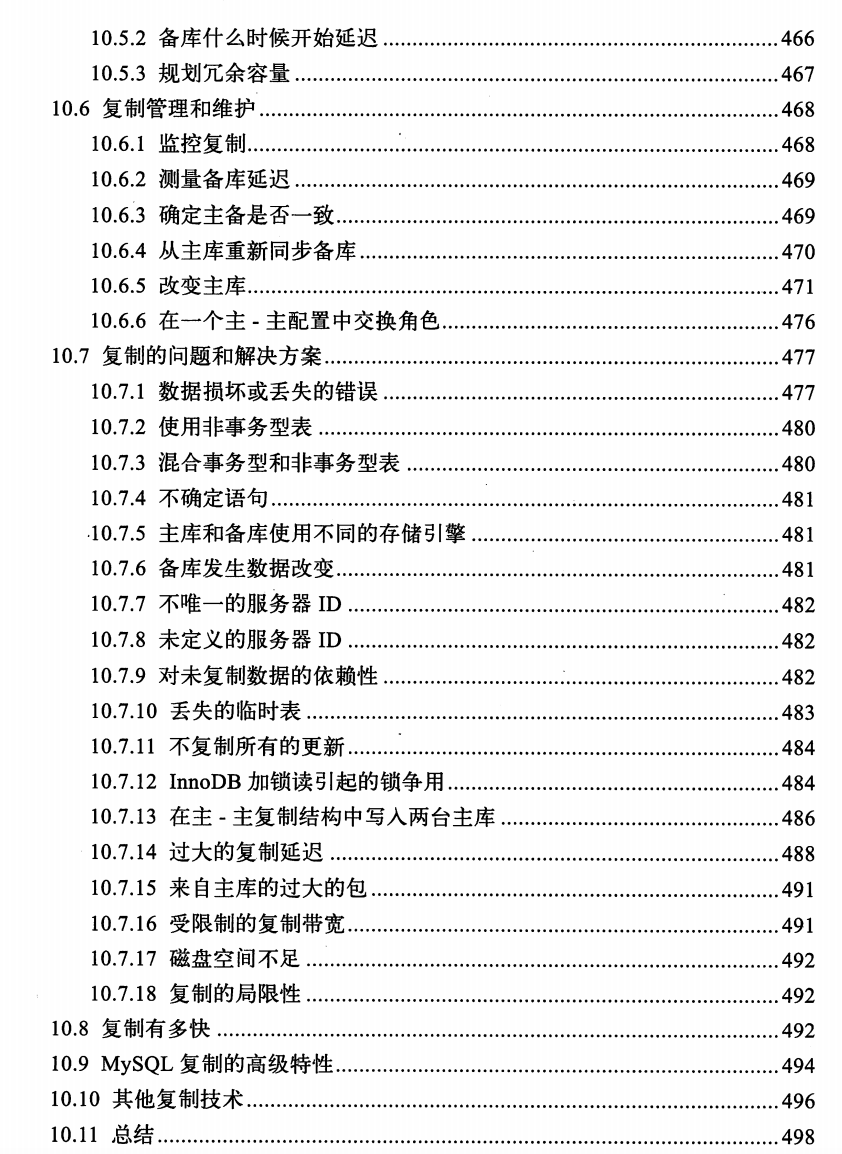 10.5.2 备库什么时候开始延迟 ........ 466
10.5.3 规划冗余容量 ........ 467
10.6 复制管理和维护 ........ 468
10.6.1 监控复制 ........ 468
10.6.2 测量备库延迟 ........ 469
10.6.3 确定主备是否一致 ........ 469
10.6.4 从主库重新同步备库 ........ 470
10.6.5 改变主库 ........ 471
10.6.6 在一个主 - 主配置中交换角色 ........ 476
10.7 复制的问题和解决方案 ........ 477
10.7.1 数据损坏或丢失的错误 ........ 477
10.7.2 使用非事务型表 ........ 480
10.7.3 混合事务型和非事务型表 ........ 480
10.7.4 不确定语句 ........ 481
10.7.5 主库和备库使用不同的存储引擎 ........ 481
10.7.6 备库发生数据改变 ........ 481
10.7.7 不唯一的服务器 ID ........ 482
10.7.8 未定义的服务器 ID ........ 482
10.7.9 对未复制数据的依赖性 ........ 482
10.7.10 丢失的临时表 ........ 483
10.7.11 不复制所有的更新 ........ 484
10.7.12 InnoDB 加锁读引起的锁争用 ........ 484
10.7.13 在主 - 主复制结构中写入两台主库 ........ 486
10.7.14 过大的复制延迟 ........ 488
10.7.15 来自主库的过大的包 ........ 491
10.7.16 受限制的复制带宽 ........ 491
10.7.17 磁盘空间不足 ........ 492
10.7.18 复制的局限性 ........ 492
10.8 复制有多快 ........ 492
10.9 MySQL 复制的高级特性 ........ 494
10.10 其他复制技术 ........ 496
10.11 总结 ........ 498